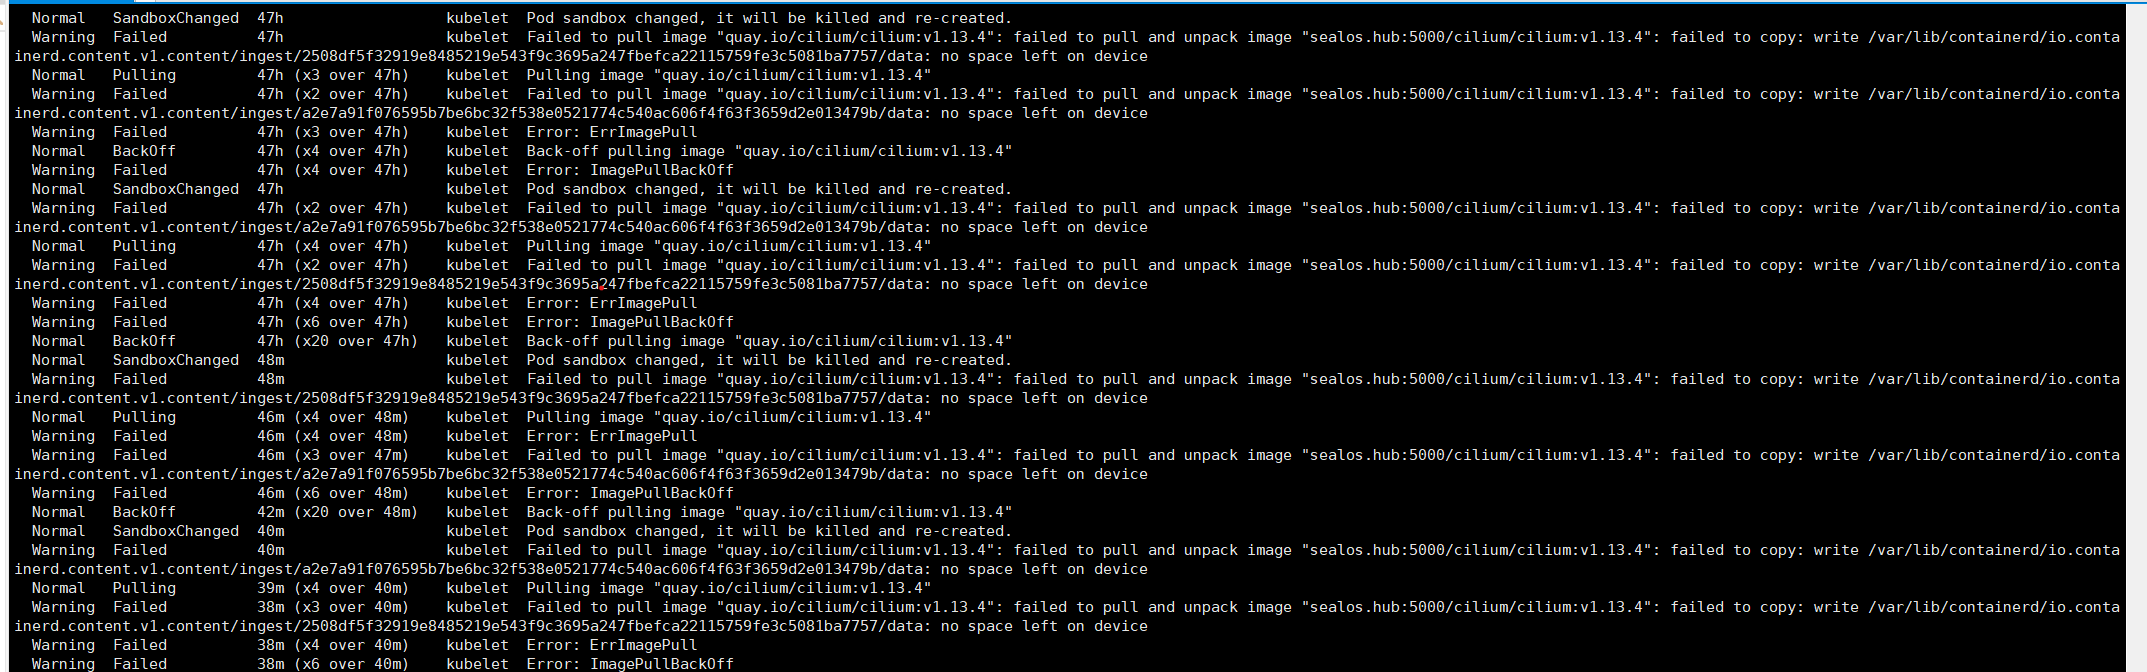 Normal   SandboxChanged  47h                  kubelet  Pod sandbox changed, it will be killed and re-created.
Warning  Failed          47h                  kubelet  Failed to pull image "quay.io/cilium/cilium:v1.13.4": failed to pull and unpack image "sealos.hub:5000/cilium/cilium:v1.13.4": failed to copy: write /var/lib/containerd/io.conta
inerd.content.v1.content/ingest/2508df5f32919e8485219e543f9c3695a247fbefca22115759fe3c5081ba7757/data: no space left on device
Normal   Pulling         47h (x3 over 47h)    kubelet  Pulling image "quay.io/cilium/cilium:v1.13.4"
Warning  Failed          47h (x2 over 47h)    kubelet  Failed to pull image "quay.io/cilium/cilium:v1.13.4": failed to pull and unpack image "sealos.hub:5000/cilium/cilium:v1.13.4": failed to copy: write /var/lib/containerd/io.conta
inerd.content.v1.content/ingest/a2e7a91f076595b7be6bc32f538e0521774c540ac606f4f63f3659d2e013479b/data: no space left on device
Warning  Failed          47h (x3 over 47h)    kubelet  Error: ErrImagePull
Normal   BackOff         47h (x4 over 47h)    kubelet  Back-off pulling image "quay.io/cilium/cilium:v1.13.4"
Warning  Failed          47h (x4 over 47h)    kubelet  Error: ImagePullBackOff
Normal   SandboxChanged  47h                  kubelet  Pod sandbox changed, it will be killed and re-created.
Warning  Failed          47h (x2 over 47h)    kubelet  Failed to pull image "quay.io/cilium/cilium:v1.13.4": failed to pull and unpack image "sealos.hub:5000/cilium/cilium:v1.13.4": failed to copy: write /var/lib/containerd/io.conta
inerd.content.v1.content/ingest/a2e7a91f076595b7be6bc32f538e0521774c540ac606f4f63f3659d2e013479b/data: no space left on device
Normal   Pulling         47h (x4 over 47h)    kubelet  Pulling image "quay.io/cilium/cilium:v1.13.4"
Warning  Failed          47h (x2 over 47h)    kubelet  Failed to pull image "quay.io/cilium/cilium:v1.13.4": failed to pull and unpack image "sealos.hub:5000/cilium/cilium:v1.13.4": failed to copy: write /var/lib/containerd/io.conta
inerd.content.v1.content/ingest/2508df5f32919e8485219e543f9c3695a247fbefca22115759fe3c5081ba7757/data: no space left on device
Warning  Failed          47h (x4 over 47h)    kubelet  Error: ErrImagePull
Warning  Failed          47h (x6 over 47h)    kubelet  Error: ImagePullBackOff
Normal   BackOff         47h (x20 over 47h)   kubelet  Back-off pulling image "quay.io/cilium/cilium:v1.13.4"
Normal   SandboxChanged  48m                  kubelet  Pod sandbox changed, it will be killed and re-created.
Warning  Failed          48m                  kubelet  Failed to pull image "quay.io/cilium/cilium:v1.13.4": failed to pull and unpack image "sealos.hub:5000/cilium/cilium:v1.13.4": failed to copy: write /var/lib/containerd/io.conta
inerd.content.v1.content/ingest/2508df5f32919e8485219e543f9c3695a247fbefca22115759fe3c5081ba7757/data: no space left on device
Normal   Pulling         46m (x4 over 48m)    kubelet  Pulling image "quay.io/cilium/cilium:v1.13.4"
Warning  Failed          46m (x4 over 48m)    kubelet  Error: ErrImagePull
Warning  Failed          46m (x3 over 47m)    kubelet  Failed to pull image "quay.io/cilium/cilium:v1.13.4": failed to pull and unpack image "sealos.hub:5000/cilium/cilium:v1.13.4": failed to copy: write /var/lib/containerd/io.conta
inerd.content.v1.content/ingest/a2e7a91f076595b7be6bc32f538e0521774c540ac606f4f63f3659d2e013479b/data: no space left on device
Warning  Failed          46m (x6 over 48m)    kubelet  Error: ImagePullBackOff
Normal   BackOff         42m (x20 over 48m)   kubelet  Back-off pulling image "quay.io/cilium/cilium:v1.13.4"
Normal   SandboxChanged  40m                  kubelet  Pod sandbox changed, it will be killed and re-created.
Warning  Failed          40m                  kubelet  Failed to pull image "quay.io/cilium/cilium:v1.13.4": failed to pull and unpack image "sealos.hub:5000/cilium/cilium:v1.13.4": failed to copy: write /var/lib/containerd/io.conta
inerd.content.v1.content/ingest/a2e7a91f076595b7be6bc32f538e0521774c540ac606f4f63f3659d2e013479b/data: no space left on device
Normal   Pulling         39m (x4 over 40m)    kubelet  Pulling image "quay.io/cilium/cilium:v1.13.4"
Warning  Failed          38m (x3 over 40m)    kubelet  Failed to pull image "quay.io/cilium/cilium:v1.13.4": failed to pull and unpack image "sealos.hub:5000/cilium/cilium:v1.13.4": failed to copy: write /var/lib/containerd/io.conta
inerd.content.v1.content/ingest/2508df5f32919e8485219e543f9c3695a247fbefca22115759fe3c5081ba7757/data: no space left on device
Warning  Failed          38m (x4 over 40m)    kubelet  Error: ErrImagePull
Warning  Failed          38m (x6 over 40m)    kubelet  Error: ImagePullBackOff